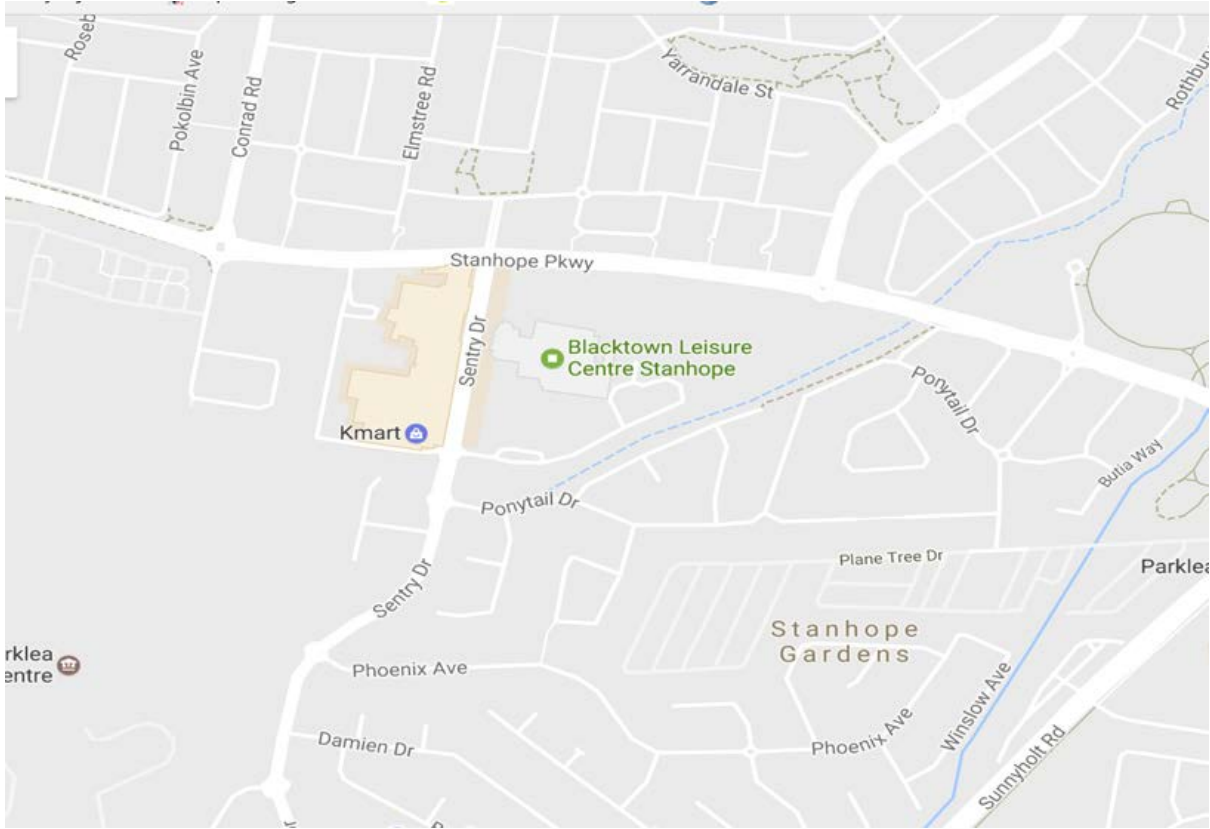 Roseb
Pokolbin Ave
Conrad Rd
Elmstree Rd
Yarrandale St
Rothbury
Stanhope Pkwy
Sentry Dr
Blacktown Leisure
Centre Stanhope
Kmart
Ponytail Dr
Butia Way
Ponytail Dr
Plane Tree Dr
Parklea
Sentry Dr
Stanhope
Gardens
rklea
entre
Phoenix Ave
Damien Dr
Phoenix Ave
Winslow Ave
Sunnyholt Rd